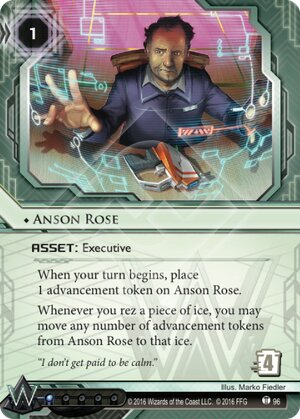 1
ANSON ROSE
ASSET: Executive
When your turn begins, place
1 advancement token on Anson Rose.
Whenever you rez a piece of ice, you may
move any number of advancement tokens
from Anson Rose to that ice.
“I don't get paid to be calm.”
4
Illus. Marko Fiedler
© 2016 Wizards of the Coast LLC. © 2016 FFG
96